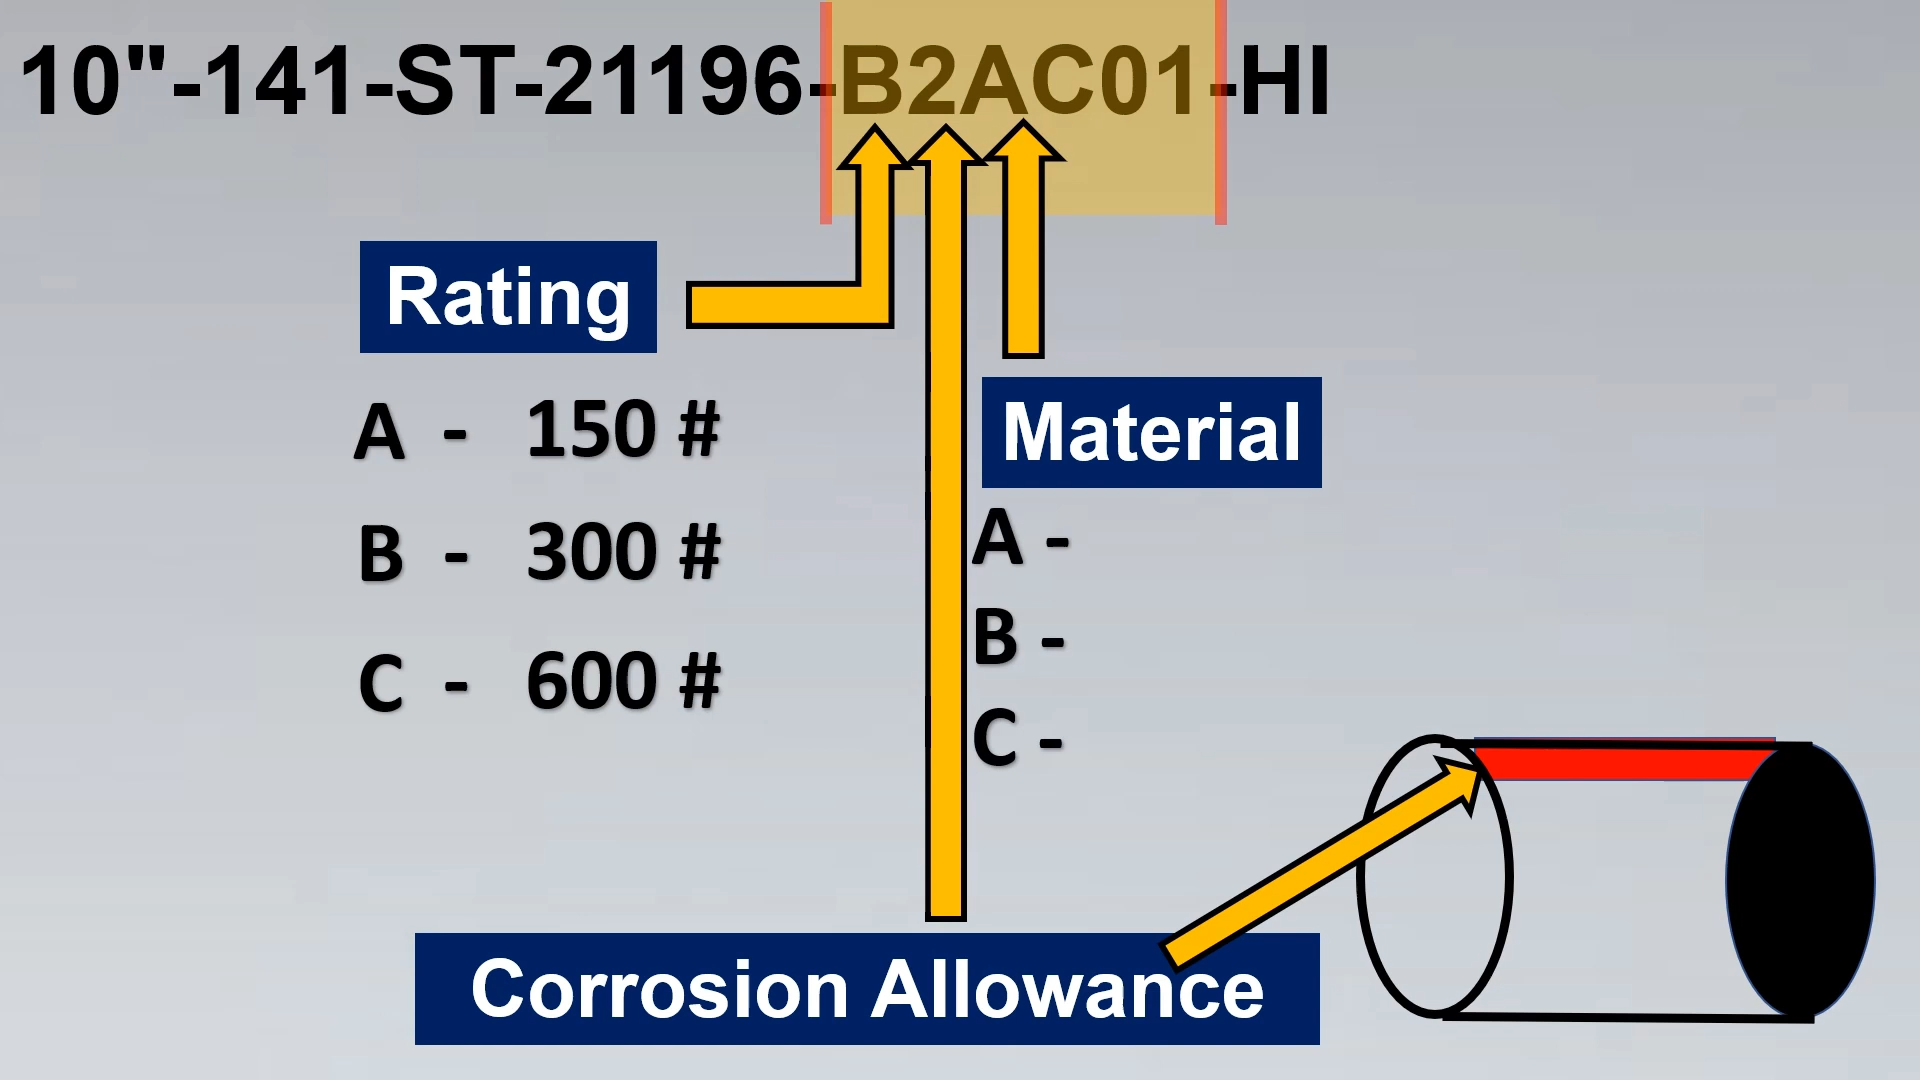 10"-141-ST-21196-B2AC01-HI
Rating
A - 150 #
B - 300 #
C - 600 #
Material
A -
B -
C -
Corrosion Allowance